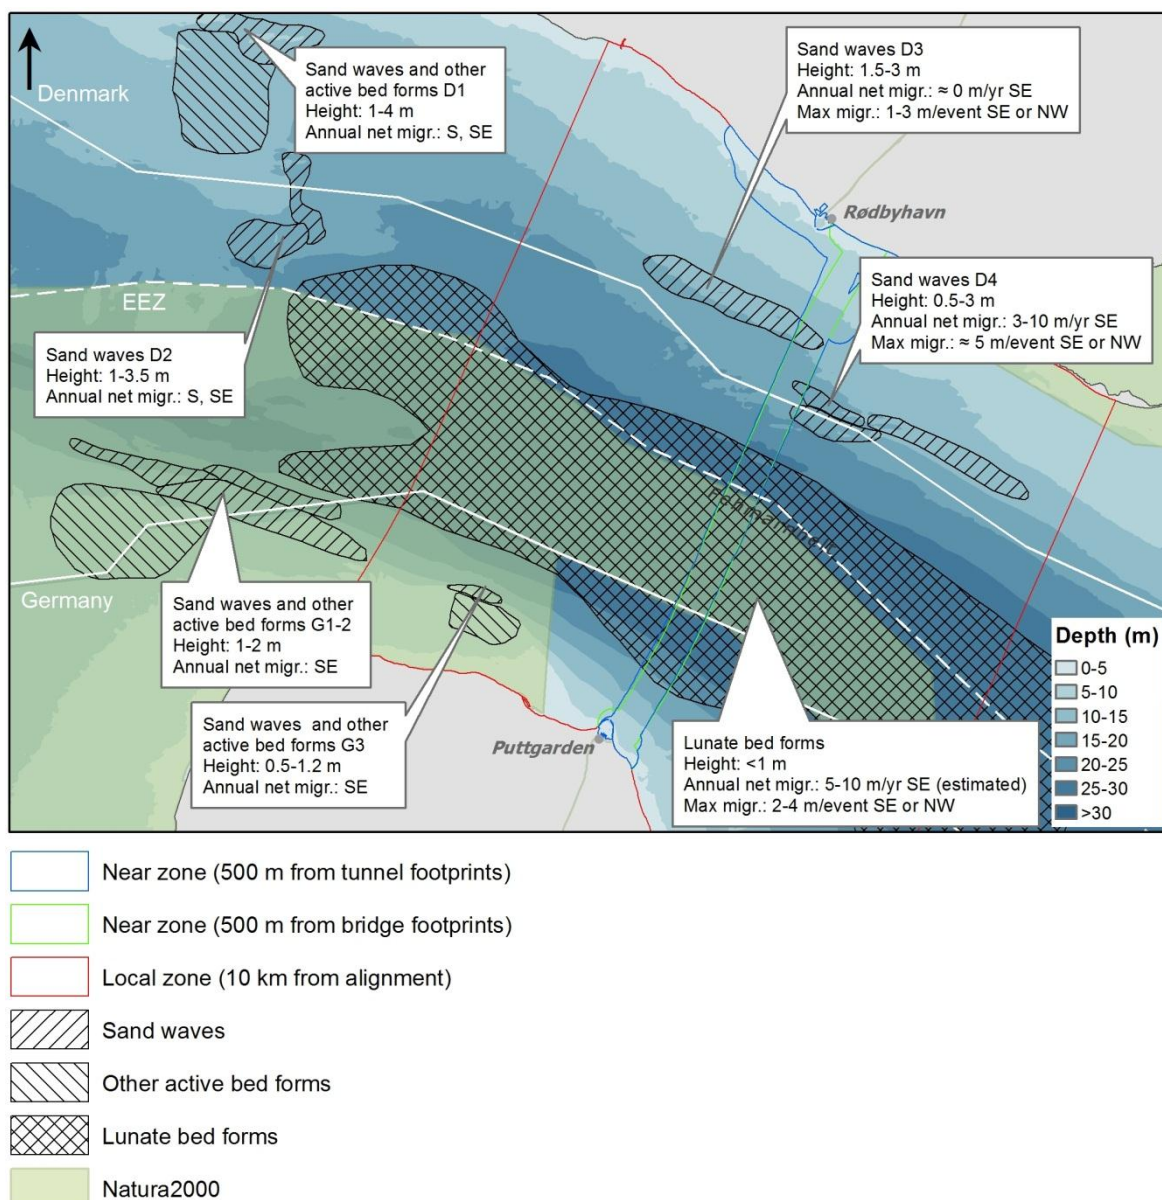 Denmark
Sand waves and other
active bed forms D1
Height: 1-4 m
Annual net migr.: S, SE
Sand waves D3
Height: 1.5-3 m
Annual net migr.: ≈ 0 m/yr SE
Max migr.: 1-3 m/event SE or NW
Rødbyhavn
EEZ
Sand waves D4
Height: 0.5-3 m
Annual net migr.: 3-10 m/yr SE
Max migr.: ≈ 5 m/event SE or NW
Sand waves D2
Height: 1-3.5 m
Annual net migr.: S, SE
Germany
Sand waves and other
active bed forms G1-2
Height: 1-2 m
Annual net migr.: SE
Sand waves and other
active bed forms G3
Height: 0.5-1.2 m
Annual net migr.: SE
Puttgarden
Lunate bed forms
Height: <1 m
Annual net migr.: 5-10 m/yr SE (estimated)
Max migr.: 2-4 m/event SE or NW
Depth (m)
0-5
5-10
10-15
15-20
20-25
25-30
>30
Near zone (500 m from tunnel footprints)
Near zone (500 m from bridge footprints)
Local zone (10 km from alignment)
Sand waves
Other active bed forms
Lunate bed forms
Natura2000